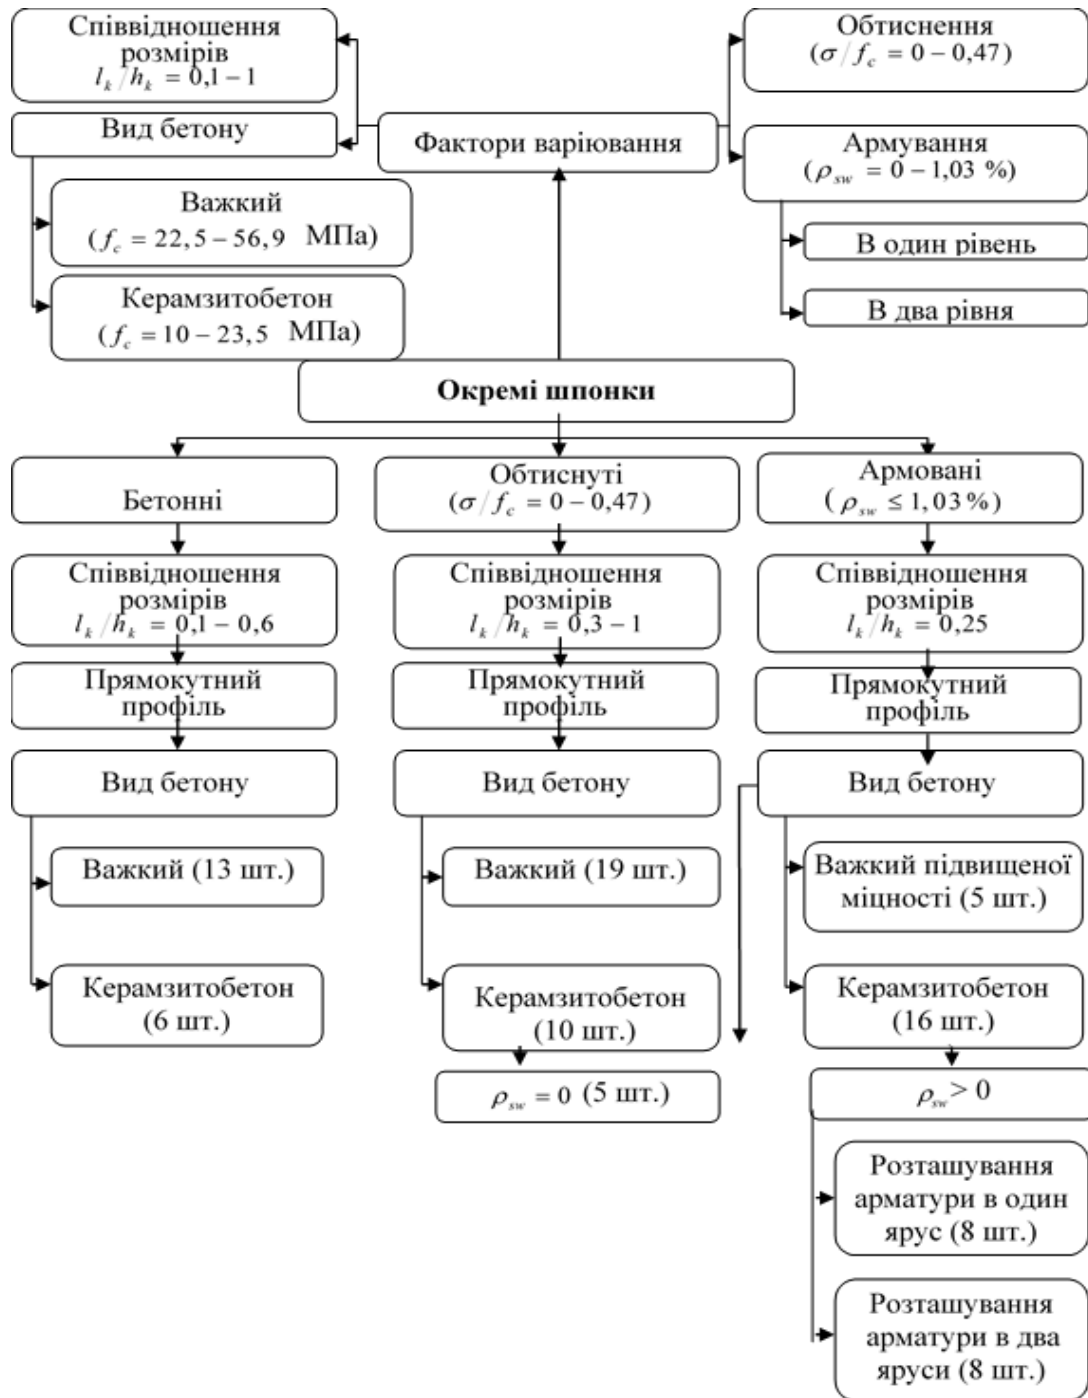 Співвідношення
розмірів
l_k/h_k = 0,1 – 1
Вид бетону
Важкий
(f_c = 22,5 – 56,9 МПа)
Керамзитобетон
(f_c = 10 – 23,5 МПа)
Фактори варіювання
Обтиснення
(σ/f_c = 0 – 0,47)
Армування
(ρ_sw = 0 – 1,03 %)
В один рівень
В два рівня
Окремі шпонки
Бетонні
Співвідношення
розмірів
l_k/h_k = 0,1 – 0,6
Прямокутний
профіль
Вид бетону
Важкий (13 шт.)
Керамзитобетон
(6 шт.)
Обтиснуті
(σ/f_c = 0 – 0,47)
Співвідношення
розмірів
l_k/h_k = 0,3 – 1
Прямокутний
профіль
Вид бетону
Важкий (19 шт.)
Керамзитобетон
(10 шт.)
ρ_sw = 0 (5 шт.)
Армовані
(ρ_sw ≤ 1,03 %)
Співвідношення
розмірів
l_k/h_k = 0,25
Прямокутний
профіль
Вид бетону
Важкий підвищеної
міцності (5 шт.)
Керамзитобетон
(16 шт.)
ρ_sw > 0
Розташування
арматури в один
ярус (8 шт.)
Розташування
арматури в два
яруси (8 шт.)